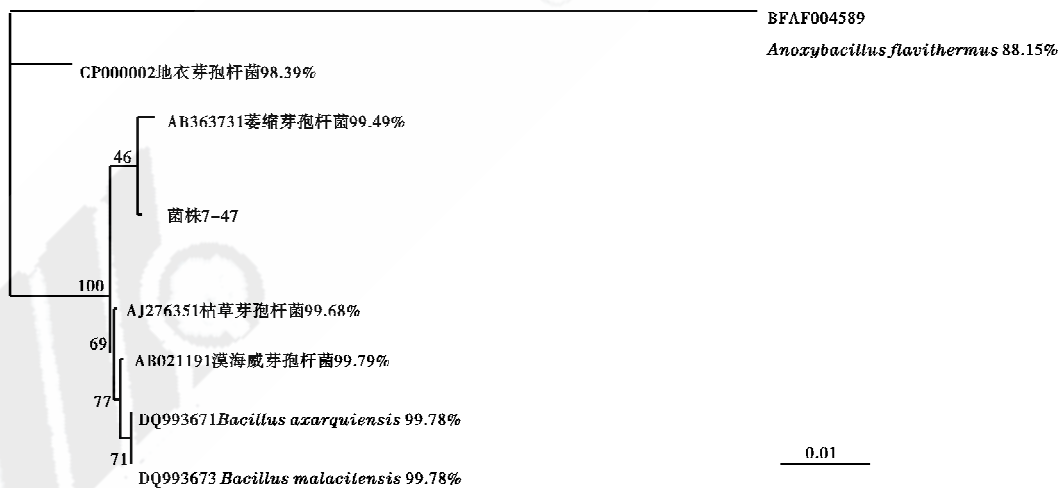 BFAF004589
Anoxybacillus flavithermus 88.15%
CP000002地衣芽孢杆菌98.39%
AB363731萎缩芽孢杆菌99.49%
46
菌株7-47
100
AJ276351枯草芽孢杆菌99.68%
69
AB021191漠海威芽孢杆菌99.79%
77
DQ993671Bacillus axarquiensis 99.78%
0.01
71
DQ993673 Bacillus malacitensis 99.78%